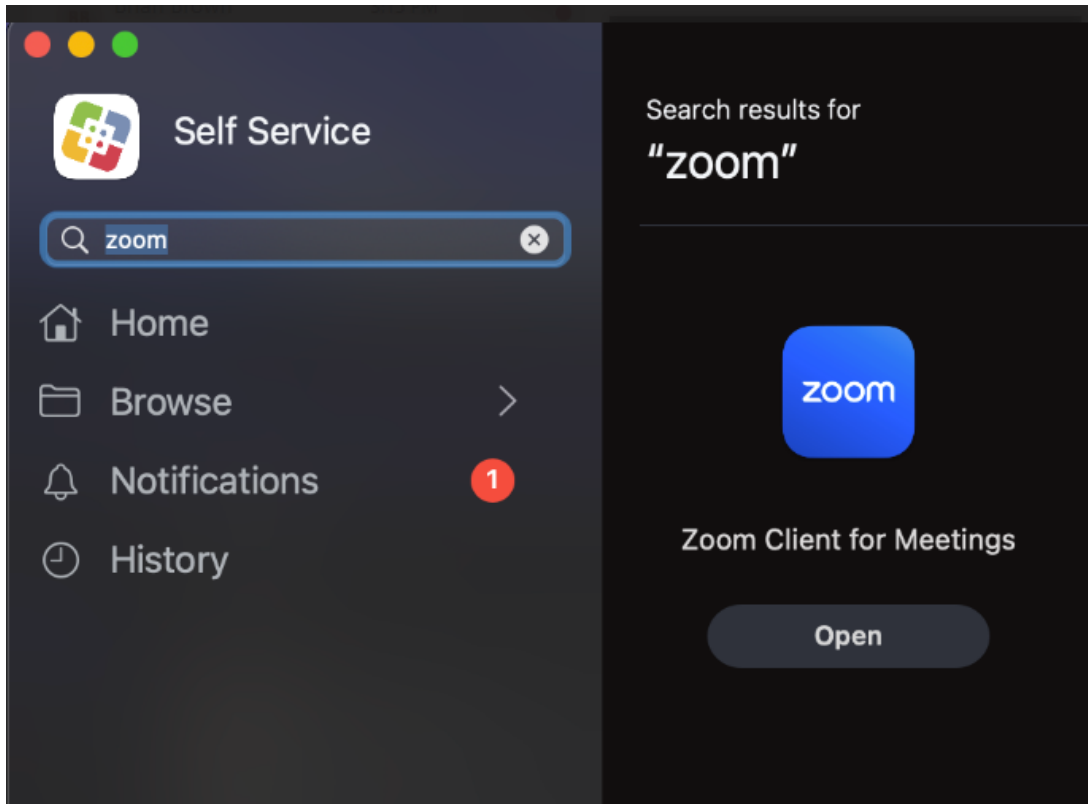 Self Service
zoom
Home
Browse
Notifications
1
History
Search results for
“zoom”
zoom
Zoom Client for Meetings
Open